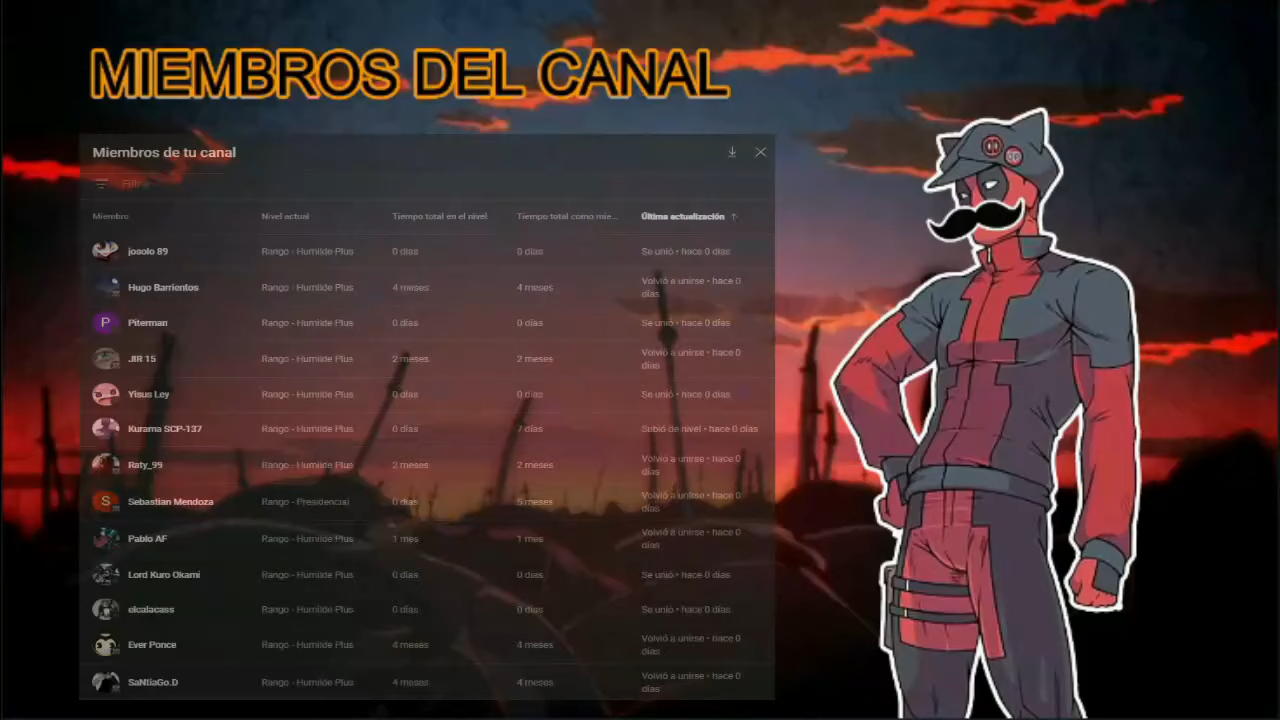 MIEMBROS DEL CANAL
Miembros de tu canal
Filtro
Miembro Nivel actual Tiempo total en el nivel Tiempo total como mie... Última actualización ↑
josolo 89 Rango - Humilde Plus 0 días 0 días Se unió • hace 0 días
Hugo Barrientos Rango - Humilde Plus 4 meses 4 meses Volvió a unirse • hace 0
días
P Piterman Rango - Humilde Plus 0 días 0 días Se unió • hace 0 días
JIR 15 Rango - Humilde Plus 2 meses 2 meses Volvió a unirse • hace 0
días
Yisus Ley Rango - Humilde Plus 0 días 0 días Se unió • hace 0 días
Kurama SCP-137 Rango - Humilde Plus 0 días 7 días Subió de nivel • hace 0 días
Raty_99 Rango - Humilde Plus 2 meses 2 meses Volvió a unirse • hace 0
días
S Sebastian Mendoza Rango - Presidencial 0 días 5 meses Volvió a unirse • hace 0
días
Pablo AF Rango - Humilde Plus 1 mes 1 mes Volvió a unirse • hace 0
días
Lord Kuro Okami Rango - Humilde Plus 0 días 0 días Se unió • hace 0 días
elcalacass Rango - Humilde Plus 0 días 0 días Se unió • hace 0 días
Ever Ponce Rango - Humilde Plus 4 meses 4 meses Volvió a unirse • hace 0
días
SaNtiaGo.D Rango - Humilde Plus 4 meses 4 meses Volvió a unirse • hace 0
días